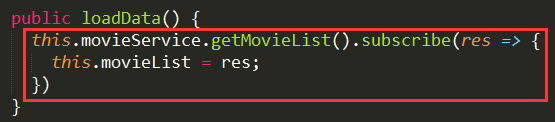 public loadData() {
this.movieService.getMovieList().subscribe(res => {
this.movieList = res;
})
}